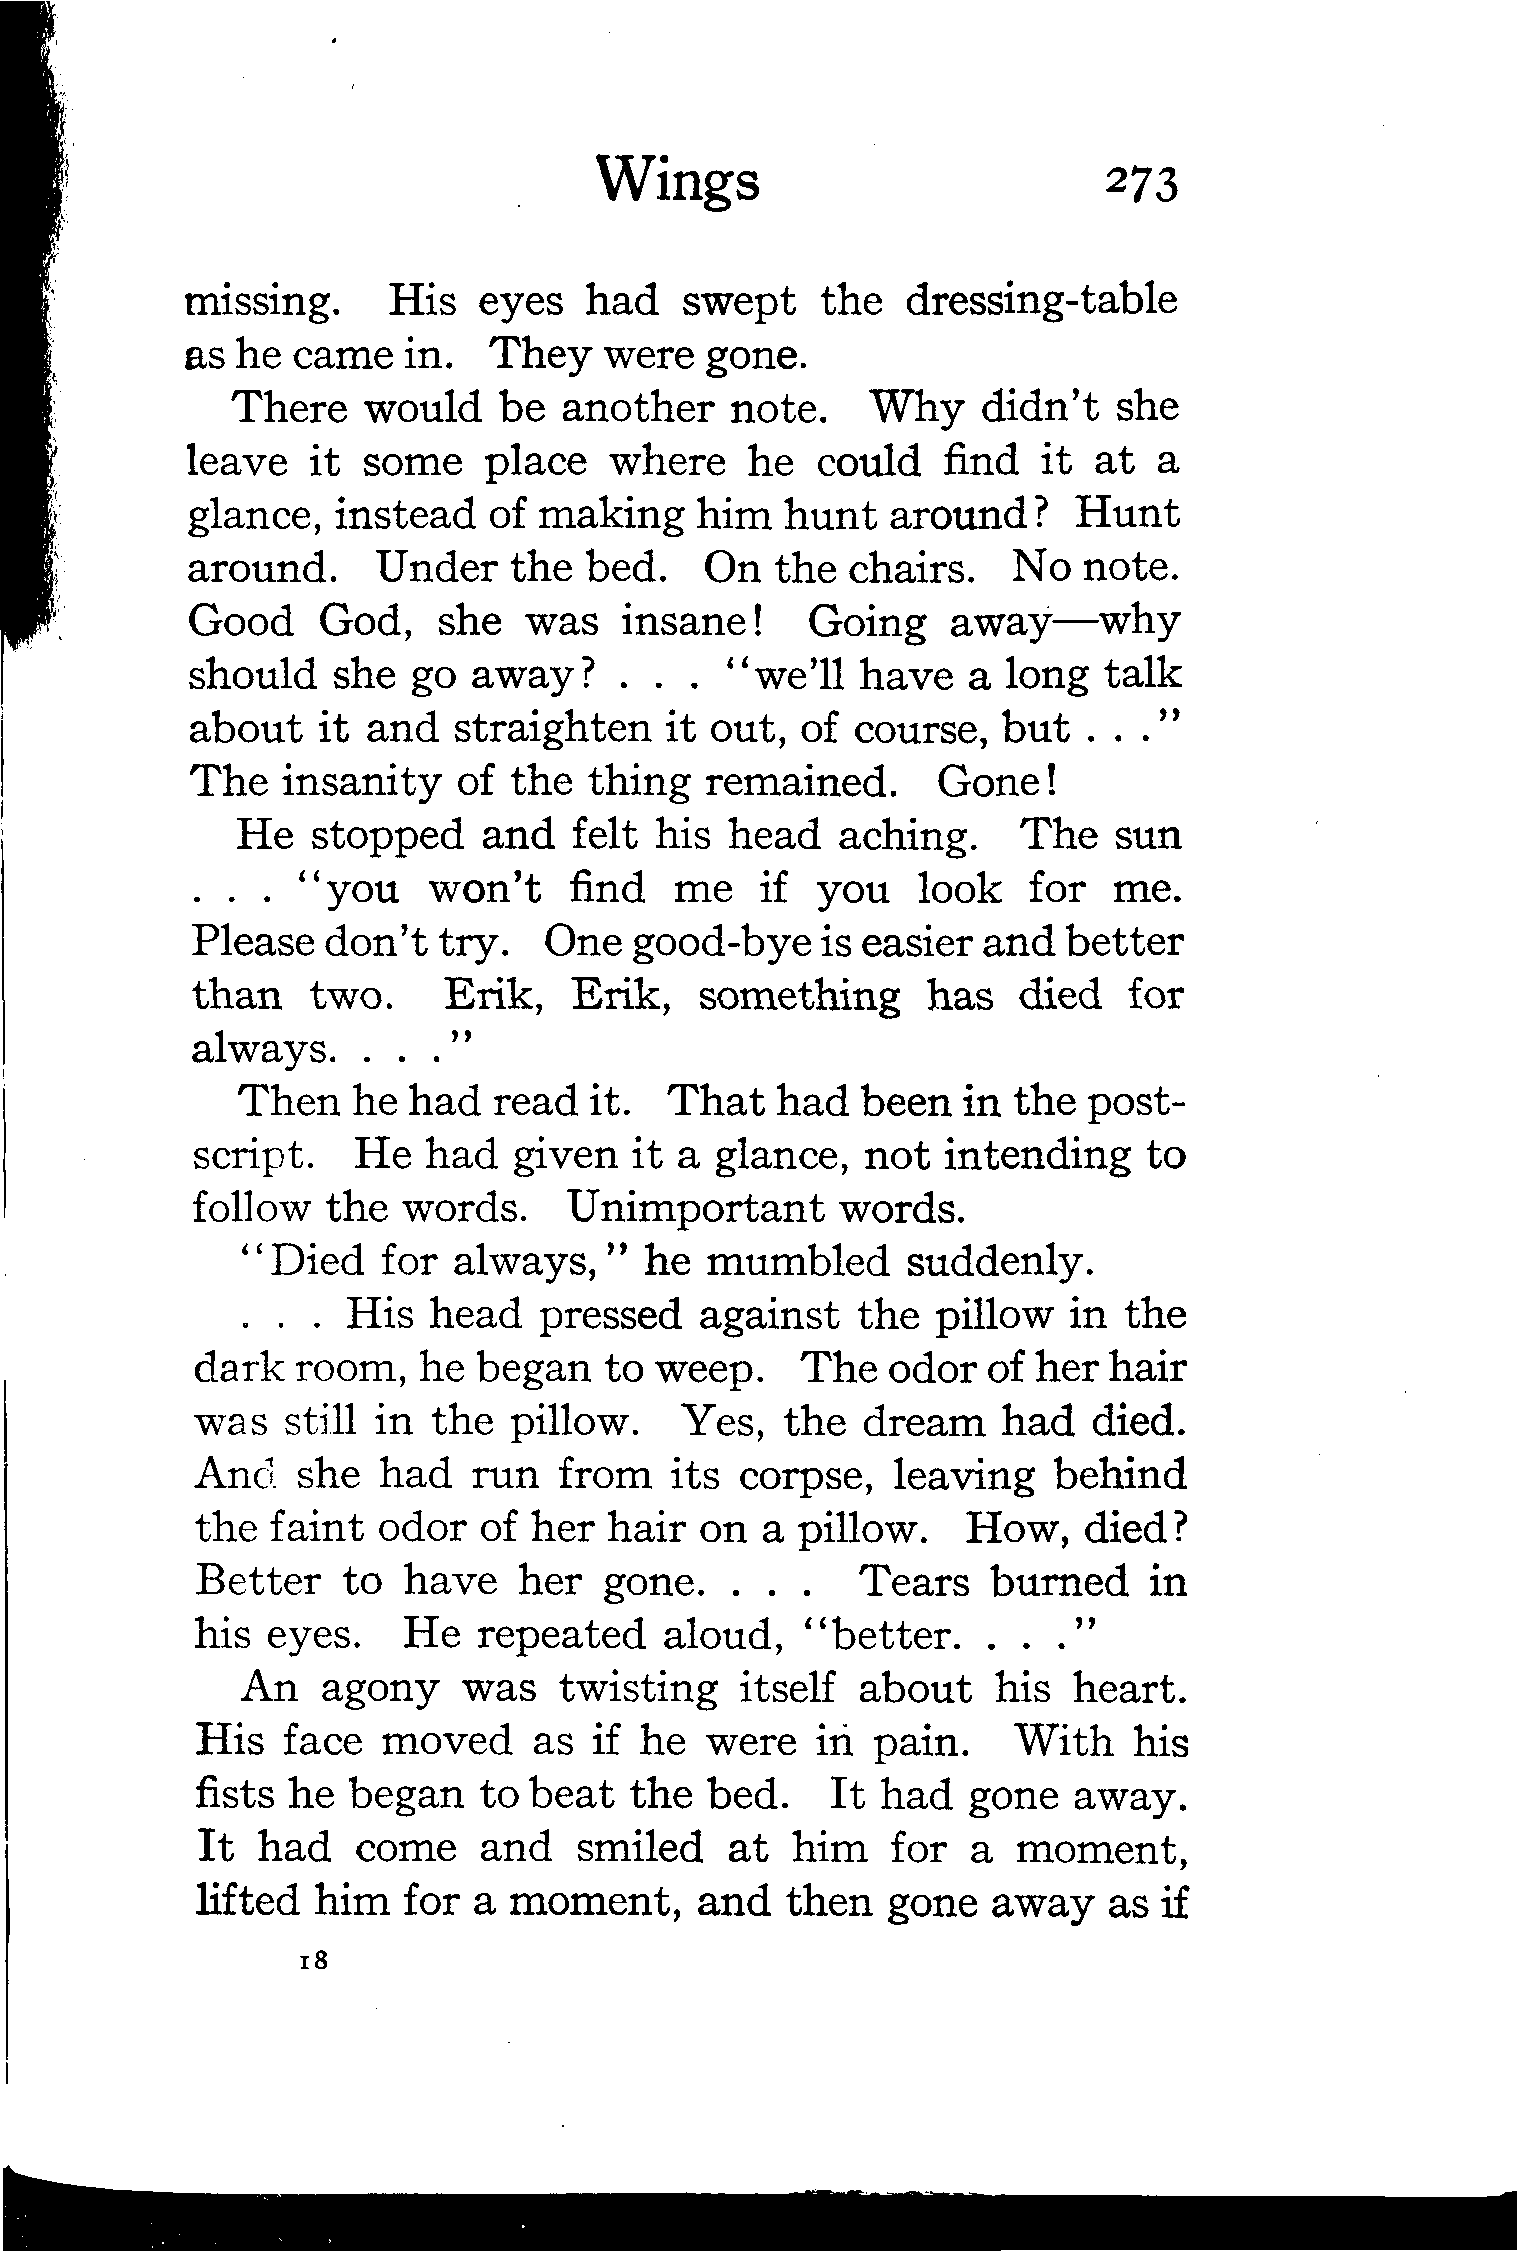 Wings 273
missing. His eyes had swept the dressing-table
as he came in. They were gone.
There would be another note. Why didn't she
leave it some place where he could find it at a
glance, instead of making him hunt around? Hunt
around. Under the bed. On the chairs. No note.
Good God, she was insane! Going away—why
should she go away? . . . "we'll have a long talk
about it and straighten it out, of course, but . . ."
The insanity of the thing remained. Gone!
He stopped and felt his head aching. The sun
. . . "you won't find me if you look for me.
Please don't try. One good-bye is easier and better
than two. Erik, Erik, something has died for
always. . . ."
Then he had read it. That had been in the post-
script. He had given it a glance, not intending to
follow the words. Unimportant words.
"Died for always," he mumbled suddenly.
. . . His head pressed against the pillow in the
dark room, he began to weep. The odor of her hair
was still in the pillow. Yes, the dream had died.
And she had run from its corpse, leaving behind
the faint odor of her hair on a pillow. How, died?
Better to have her gone. . . . Tears burned in
his eyes. He repeated aloud, "better. . . ."
An agony was twisting itself about his heart.
His face moved as if he were in pain. With his
fists he began to beat the bed. It had gone away.
It had come and smiled at him for a moment,
lifted him for a moment, and then gone away as if
18